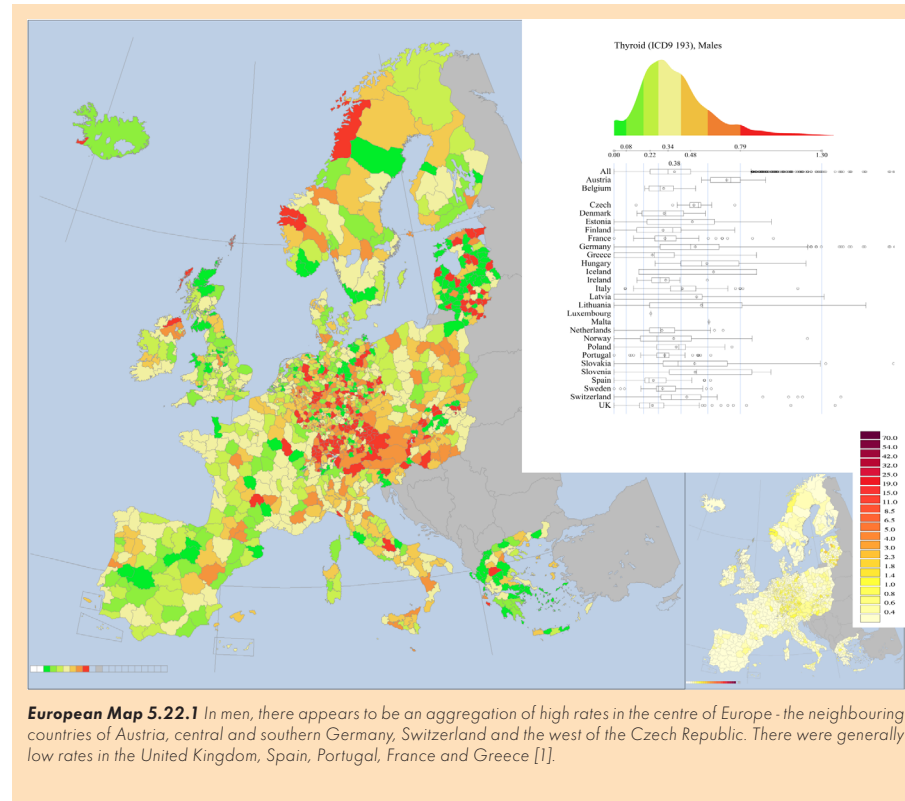 Thyroid (ICD9 193), Males
0.08 0.34 0.79
0.00 0.22 0.48 1.30
0.38
All
Austria
Belgium
Czech
Denmark
Estonia
Finland
France
Germany
Greece
Hungary
Iceland
Ireland
Italy
Latvia
Lithuania
Luxembourg
Malta
Netherlands
Norway
Poland
Portugal
Slovakia
Slovenia
Spain
Sweden
Switzerland
UK
70.0
54.0
42.0
32.0
25.0
19.0
15.0
11.0
8.5
6.5
5.0
4.0
3.0
2.3
1.8
1.4
1.0
0.8
0.6
0.4
European Map 5.22.1 In men, there appears to be an aggregation of high rates in the centre of Europe - the neighbouring
countries of Austria, central and southern Germany, Switzerland and the west of the Czech Republic. There were generally
low rates in the United Kingdom, Spain, Portugal, France and Greece [1].